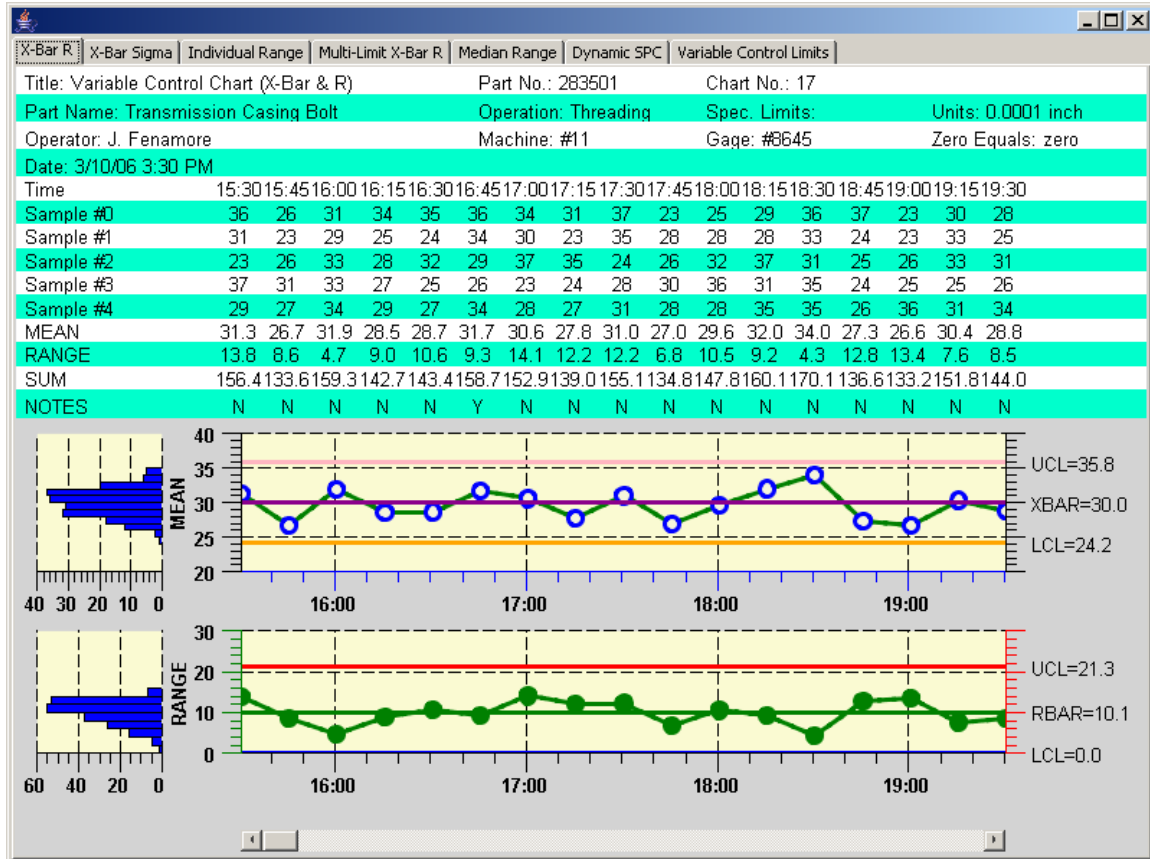 X-Bar R X-Bar Sigma Individual Range Multi-Limit X-Bar R Median Range Dynamic SPC Variable Control Limits
Title: Variable Control Chart (X-Bar & R) Part No.: 283501 Chart No.: 17
Part Name: Transmission Casing Bolt Operation: Threading Spec. Limits: Units: 0.0001 inch
Operator: J. Fenamore Machine: #11 Gage: #8645 Zero Equals: zero
Date: 3/10/06 3:30 PM
Time 15:30 15:45 16:00 16:15 16:30 16:45 17:00 17:15 17:30 17:45 18:00 18:15 18:30 18:45 19:00 19:15 19:30
Sample #0 36 26 31 34 35 36 34 31 37 23 25 29 36 37 23 30 28
Sample #1 31 23 29 25 24 34 30 23 35 28 28 28 33 24 23 33 25
Sample #2 23 26 33 28 32 29 37 35 24 26 32 37 31 25 26 33 31
Sample #3 37 31 33 27 25 26 23 24 28 30 36 31 35 24 25 25 26
Sample #4 29 27 34 29 27 34 28 27 31 28 28 35 35 26 36 31 34
MEAN 31.3 26.7 31.9 28.5 28.7 31.7 30.6 27.8 31.0 27.0 29.6 32.0 34.0 27.3 26.6 30.4 28.8
RANGE 13.8 8.6 4.7 9.0 10.6 9.3 14.1 12.2 12.2 6.8 10.5 9.2 4.3 12.8 13.4 7.6 8.5
SUM 156.4 133.6 159.3 142.7 143.4 158.7 152.9 139.0 155.1 134.8 147.8 160.1 170.1 136.6 133.2 151.8 144.0
NOTES N N N N N Y N N N N N N N N N N N
40
35
30
25
20
MEAN
UCL=35.8
XBAR=30.0
LCL=24.2
40 30 20 10 0
16:00 17:00 18:00 19:00
30
20
10
0
RANGE
UCL=21.3
RBAR=10.1
LCL=0.0
60 40 20 0
16:00 17:00 18:00 19:00